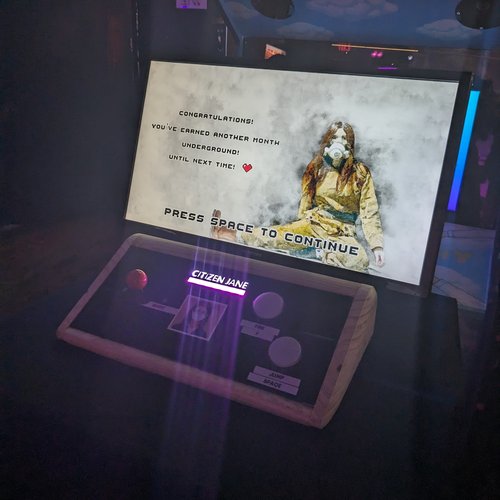 CONGRATULATIONS!
YOU'VE EARNED ANOTHER MONTH
UNDERGROUND!
UNTIL NEXT TIME!
PRESS SPACE TO CONTINUE
CITIZEN JANE
JUMP
SPACE